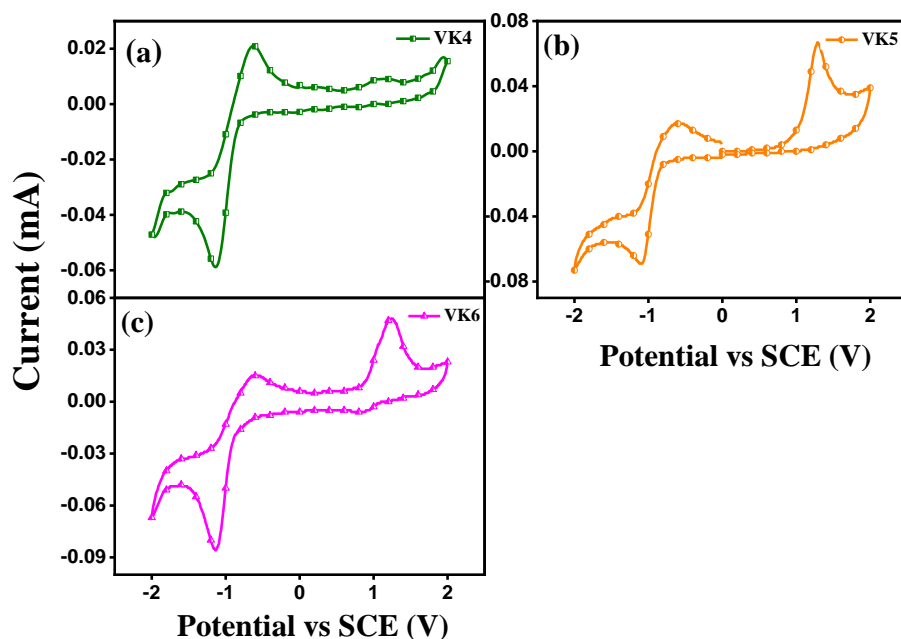 (a)
VK4
0.02
0.00
-0.02
-0.04
-0.06
(b)
VK5
0.08
0.04
0.00
-0.04
-0.08
-2 -1 0 1 2
Potential vs SCE (V)
(c)
VK6
0.06
0.03
0.00
-0.03
-0.06
-0.09
-2 -1 0 1 2
Potential vs SCE (V)
Current (mA)